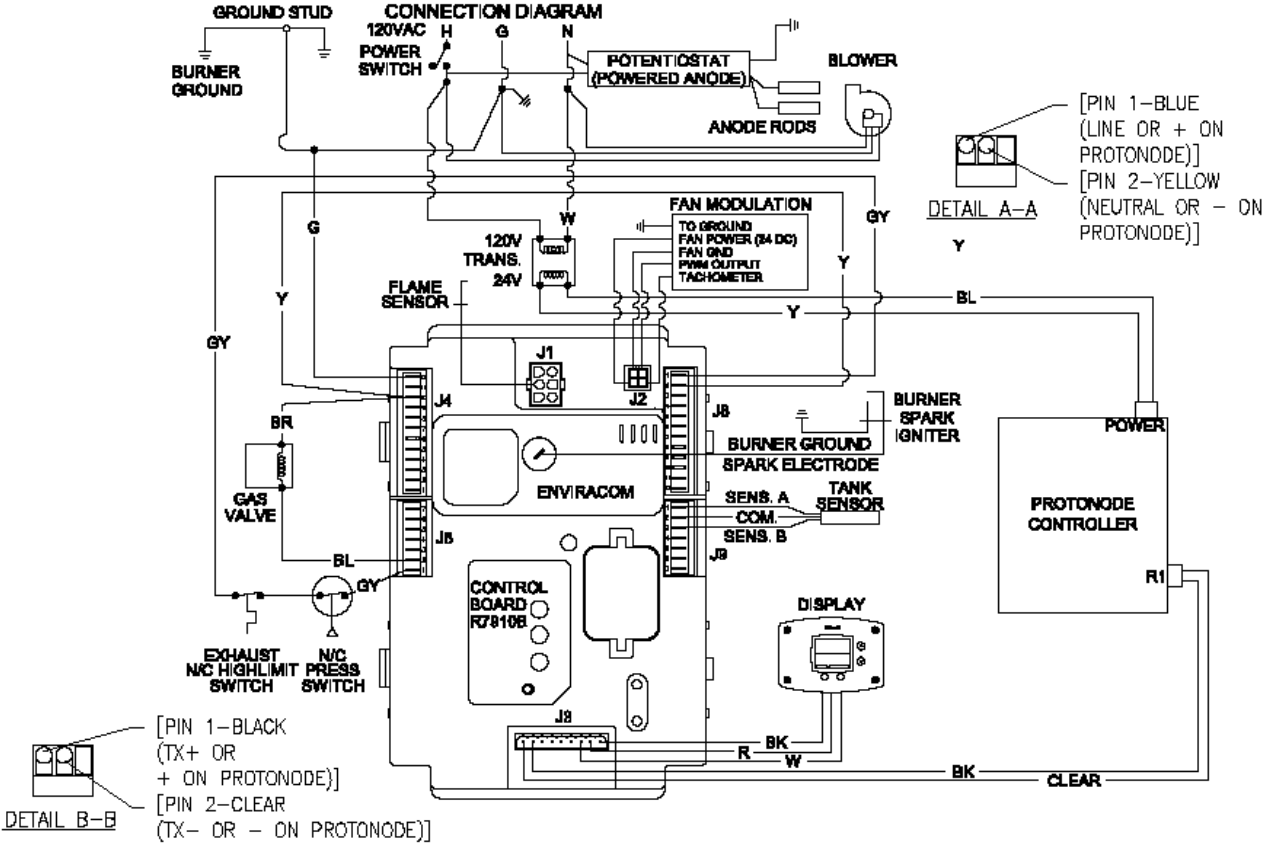 GROUND STUD
CONNECTION DIAGRAM
120VAC H G N
POWER
SWITCH
BURNER
GROUND
POTENTIOSTAT
(POWERED ANODE)
BLOWER
ANODE RODS
[PIN 1-BLUE
(LINE OR + ON
PROTONODE)]
[PIN 2-YELLOW
(NEUTRAL OR - ON
PROTONODE)]
DETAIL A-A
Y
FAN MODULATION
TO GROUND
FAN POWER (24 DC)
FAN GND
PWM OUTPUT
TACHOMETER
GY
G
W
120V
TRANS.
24V
Y
FLAME
SENSOR
Y
BL
Y
GY
J1
J2
J4
J8
BURNER
SPARK
IGNITER
BR
BURNER GROUND
SPARK ELECTRODE
POWER
GAS
VALVE
ENVIRACOM
SENS. A
COM.
SENS. B
TANK
SENSOR
PROTONODE
CONTROLLER
J5
J9
BL
GY
R1
CONTROL
BOARD
R7910B
DISPLAY
EXHAUST
N/C HIGHLIMIT
SWITCH
N/C
PRESS
SWITCH
J3
BK
R
W
BK
CLEAR
[PIN 1-BLACK
(TX+ OR
+ ON PROTONODE)]
[PIN 2-CLEAR
(TX- OR - ON PROTONODE)]
DETAIL B-B